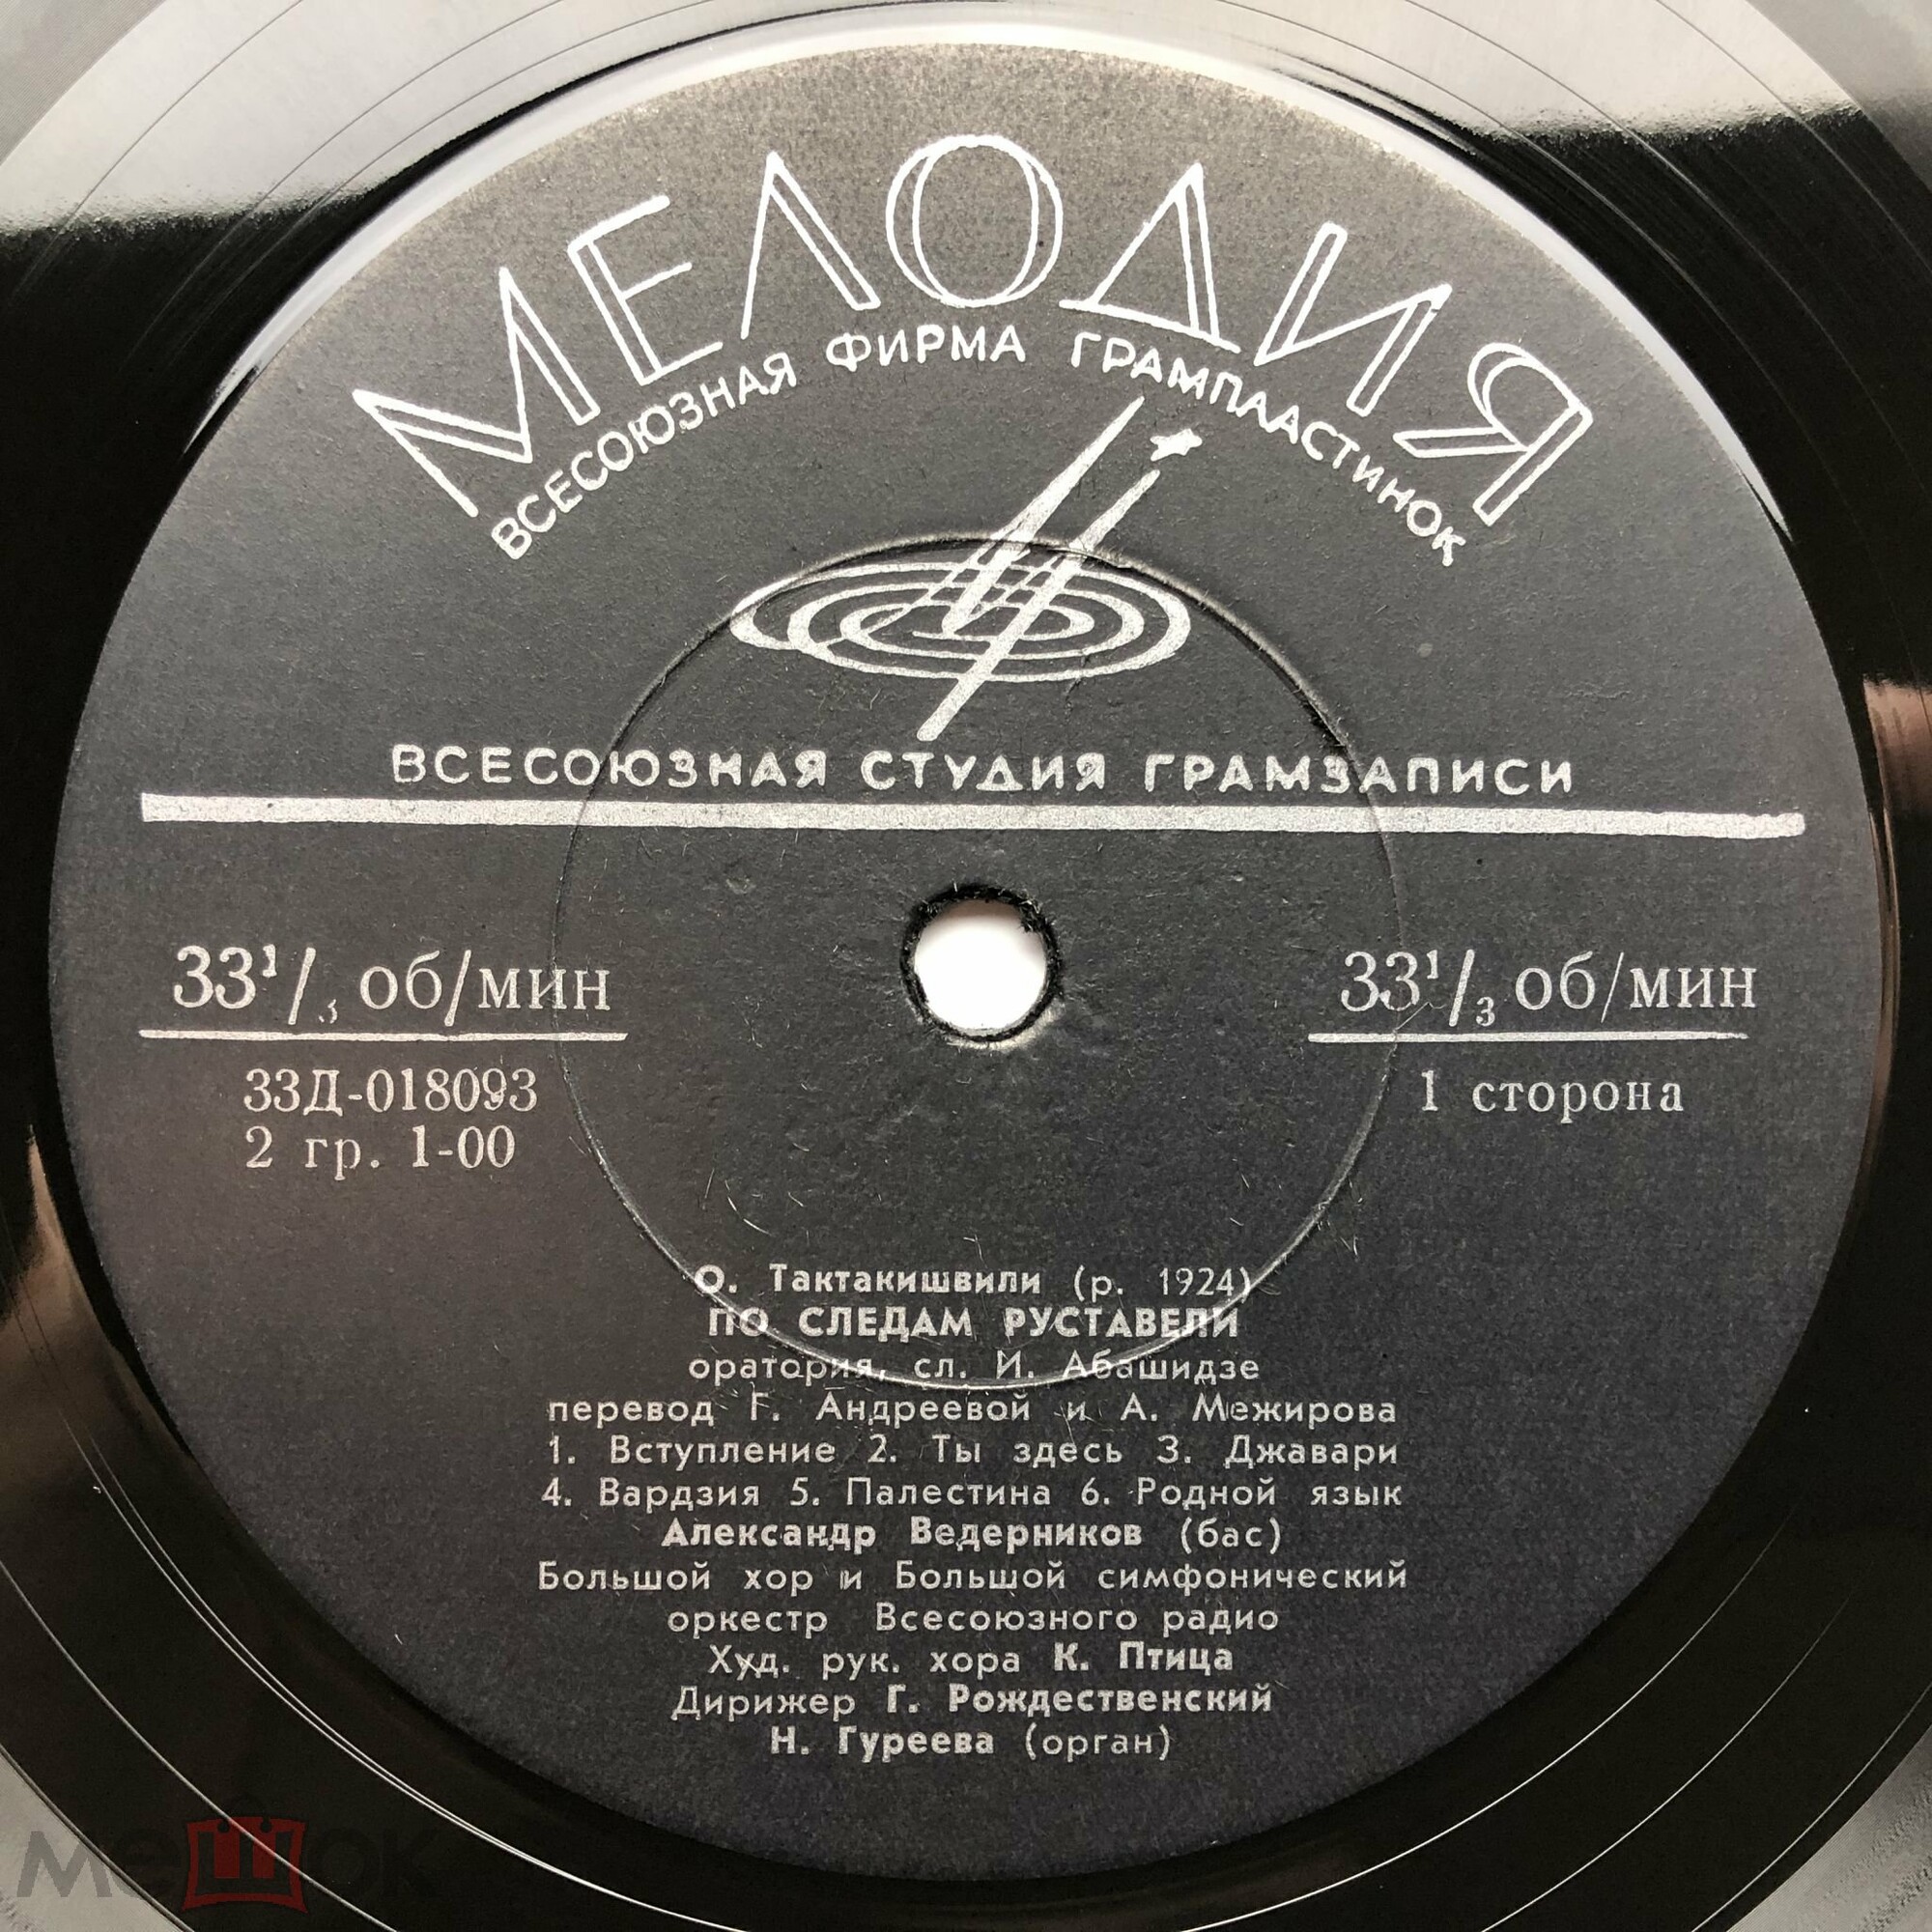 МЕЛОДИЯ
ВСЕСОЮЗНАЯ ФИРМА ГРАМПЛАСТИНОК
ВСЕСОЮЗНАЯ СТУДИЯ ГРАМЗАПИСИ
33¹/₃ об/мин
33¹/₃ об/мин
33Д-018093
2 гр. 1-00
1 сторона
О. Тактакишвили (р. 1924)
ПО СЛЕДАМ РУСТАВЕЛИ
оратория, сл. И. Абашидзе
перевод Г. Андреевой и А. Межирова
1. Вступление 2. Ты здесь 3. Джавари
4. Вардзия 5. Палестина 6. Родной язык
Александр Ведерников (бас)
Большой хор и Большой симфонический
оркестр Всесоюзного радио
Худ. рук. хора К. Птица
Дирижер Г. Рождественский
Н. Гуреева (орган)
мешок